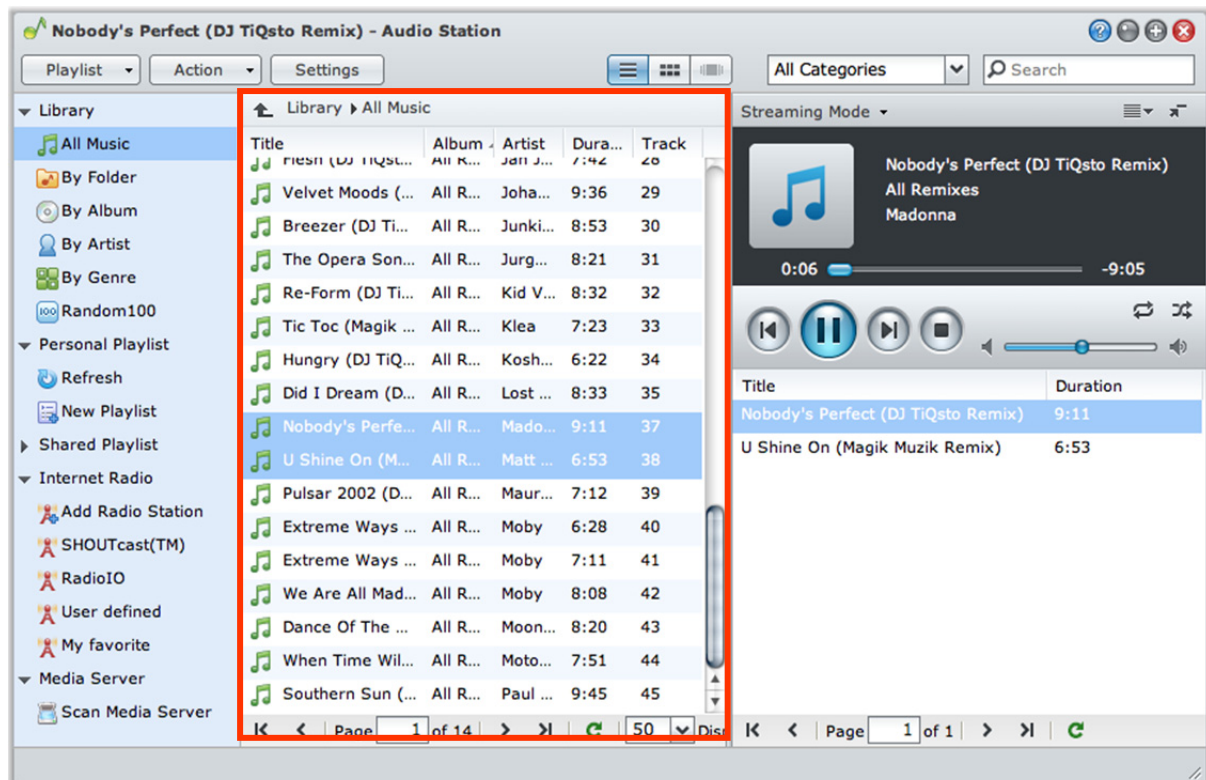 Nobody's Perfect (DJ TiQsto Remix) - Audio Station
Playlist Action Settings All Categories Search
Library
All Music
By Folder
By Album
By Artist
By Genre
100 Random100
Personal Playlist
Refresh
New Playlist
Shared Playlist
Internet Radio
Add Radio Station
SHOUTcast(TM)
RadioIO
User defined
My favorite
Media Server
Scan Media Server
Library All Music
Title Album Artist Dura... Track
Flesh (DJ TiQst... All R... Jan J... 7:42 28
Velvet Moods (... All R... Joha... 9:36 29
Breezer (DJ Ti... All R... Junki... 8:53 30
The Opera Son... All R... Jurg... 8:21 31
Re-Form (DJ Ti... All R... Kid V... 8:32 32
Tic Toc (Magik ... All R... Klea 7:23 33
Hungry (DJ TiQ... All R... Kosh... 6:22 34
Did I Dream (D... All R... Lost ... 8:33 35
Nobody's Perfe... All R... Mado... 9:11 37
U Shine On (M... All R... Matt ... 6:53 38
Pulsar 2002 (D... All R... Maur... 7:12 39
Extreme Ways ... All R... Moby 6:28 40
Extreme Ways ... All R... Moby 7:11 41
We Are All Mad... All R... Moby 8:08 42
Dance Of The ... All R... Moon... 8:20 43
When Time Wil... All R... Moto... 7:51 44
Southern Sun (... All R... Paul ... 9:45 45
Page 1 of 14 50 Disp
Streaming Mode
Nobody's Perfect (DJ TiQsto Remix)
All Remixes
Madonna
0:06 -9:05
Title Duration
Nobody's Perfect (DJ TiQsto Remix) 9:11
U Shine On (Magik Muzik Remix) 6:53
Page 1 of 1